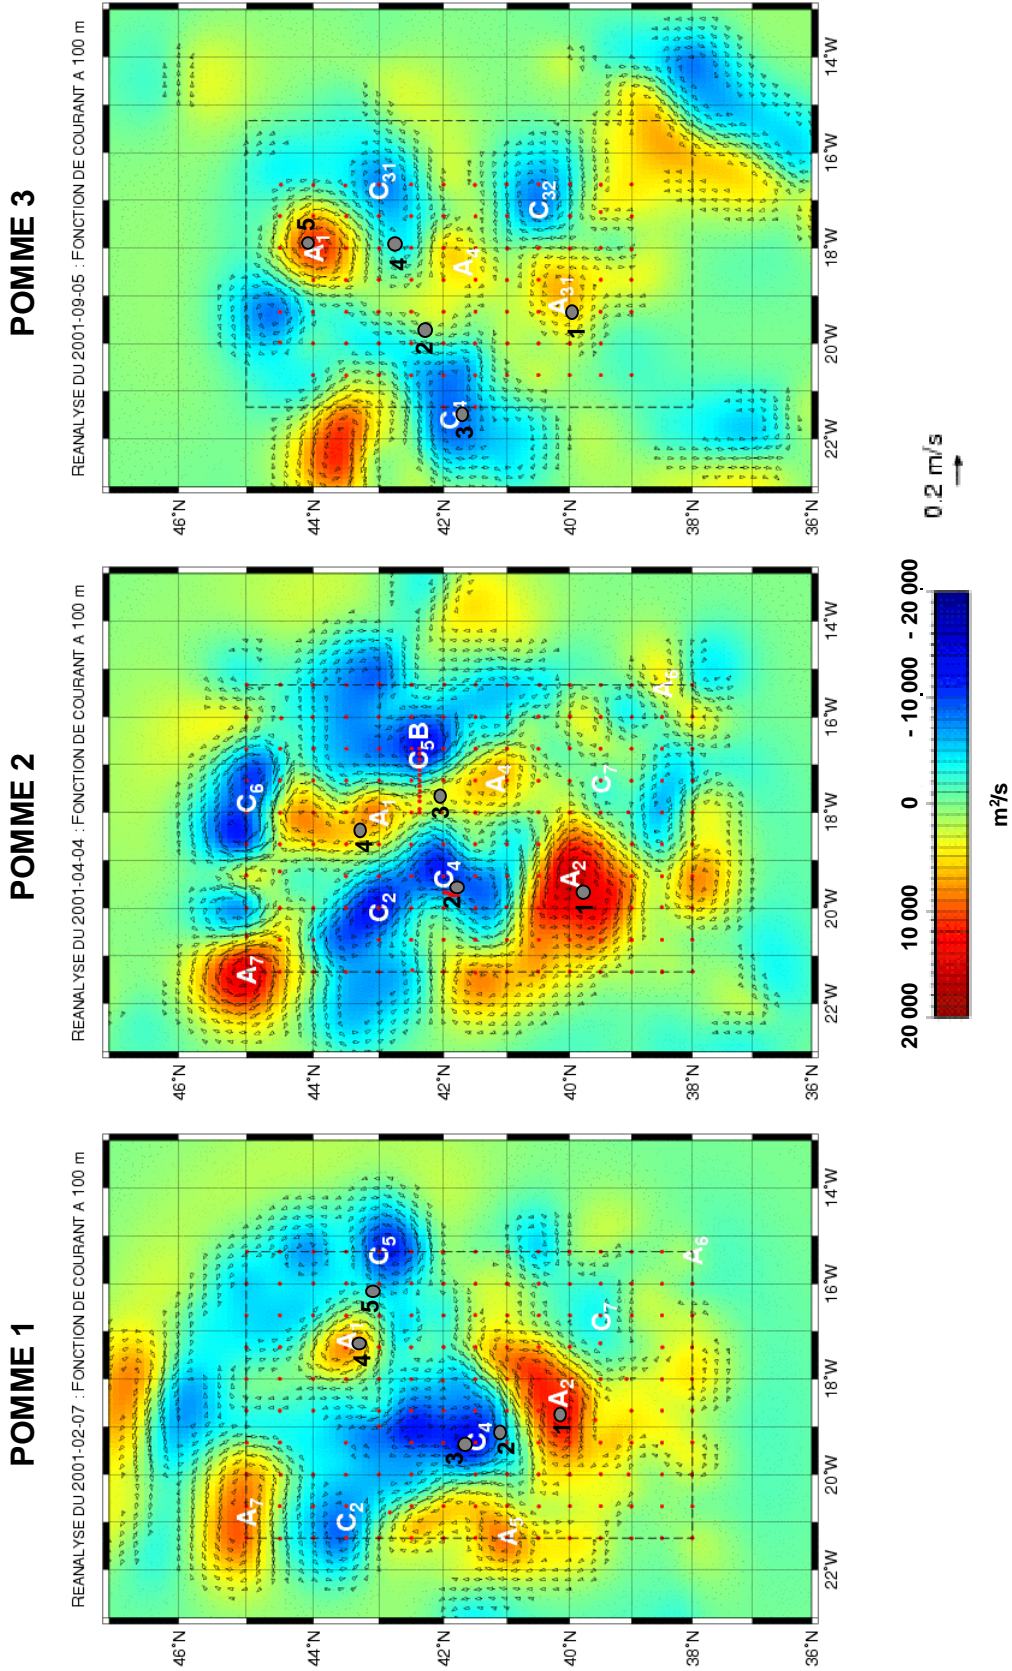 POMME 1
REANALYSE DU 2001-02-07 : FONCTION DE COURANT A 100 m
46°N
44°N
42°N
40°N
38°N
36°N
A7
C2
A1
4
5
C5
3
C4
2
A5
A2
1
C7
A6
22°W 20°W 18°W 16°W 14°W
POMME 2
REANALYSE DU 2001-04-04 : FONCTION DE COURANT A 100 m
46°N
44°N
42°N
40°N
38°N
36°N
A7
C6
C2
4
A1
C5B
3
C4
2
A4
A2
1
C7
A6
22°W 20°W 18°W 16°W 14°W
POMME 3
REANALYSE DU 2001-09-05 : FONCTION DE COURANT A 100 m
46°N
44°N
42°N
40°N
38°N
36°N
5
A1
C31
4
2
A4
C4
3
C32
A31
1
22°W 20°W 18°W 16°W 14°W
20 000 10 000 0 - 10 000 - 20 000
m²/s
0.2 m/s